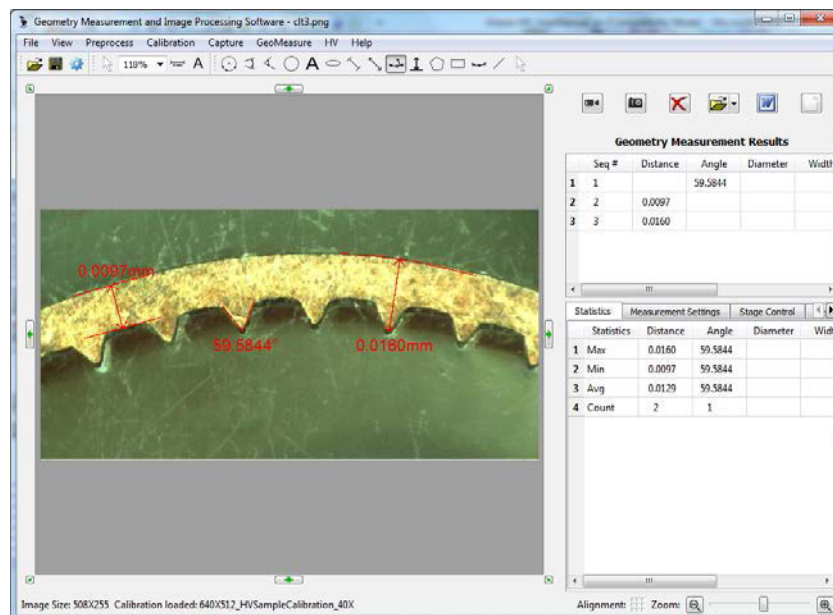 Geometry Measurement and Image Processing Software - clt3.png
File View Preprocess Calibration Capture GeoMeasure HV Help
118% A A
Geometry Measurement Results
Seq # Distance Angle Diameter Width
1 1 59.5844
2 2 0.0097
3 3 0.0160
0.0097mm
59.5844
0.0160mm
Statistics Measurement Settings Stage Control
Statistics Distance Angle Diameter Widt
1 Max 0.0160 59.5844
2 Min 0.0097 59.5844
3 Avg 0.0129 59.5844
4 Count 2 1
Image Size: 508X255 Calibration loaded: 640X512_HVSampleCalibration_40X
Alignment: Zoom: